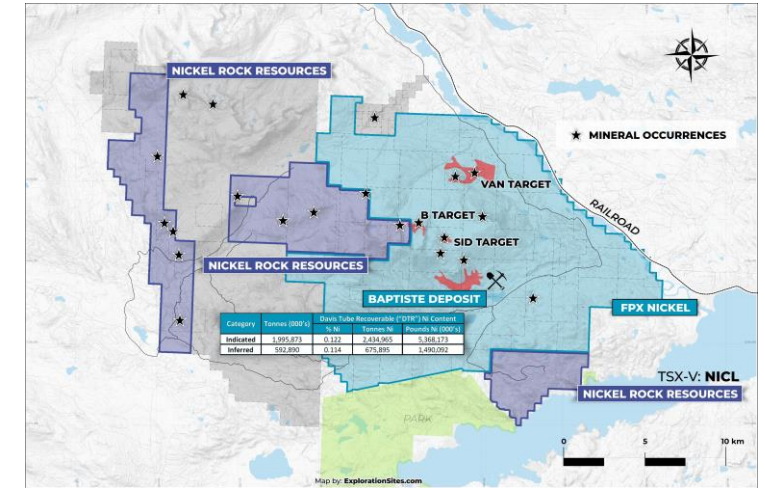 NICKEL ROCK RESOURCES
MINERAL OCCURRENCES
VAN TARGET
RAILROAD
B TARGET
SID TARGET
NICKEL ROCK RESOURCES
BAPTISTE DEPOSIT
FPX NICKEL
Category Tonnes (000's) Davis Tube Recoverable ("DTR") Ni Content
% Ni Tonnes Ni Pounds Ni (000's)
Indicated 1,995,873 0.122 2,434,965 5,368,173
Inferred 592,890 0.114 675,895 1,490,092
TSX-V: NICL
NICKEL ROCK RESOURCES
PARK
0 5 10 km
Map by: ExplorationSites.com